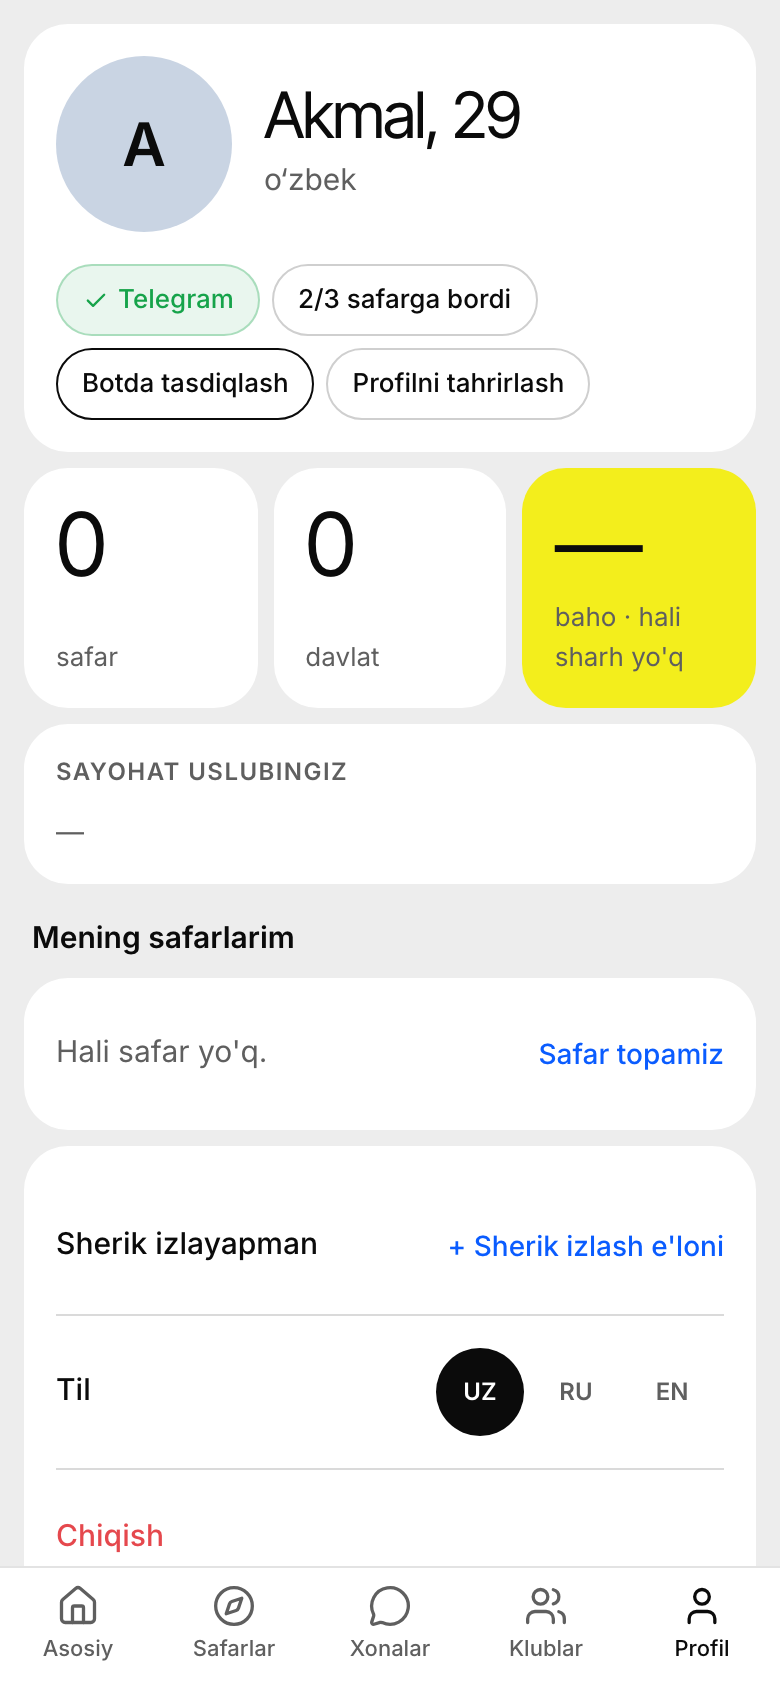 A
Akmal, 29
oʻzbek
Telegram
2/3 safarga bordi
Botda tasdiqlash
Profilni tahrirlash
0
safar
0
davlat
—
baho · hali
sharh yo'q
SAYOHAT USLUBINGIZ
—
Mening safarlarim
Hali safar yo'q.
Safar topamiz
Sherik izlayapman
+ Sherik izlash e'loni
Til
UZ
RU
EN
Chiqish
Asosiy
Safarlar
Xonalar
Klublar
Profil